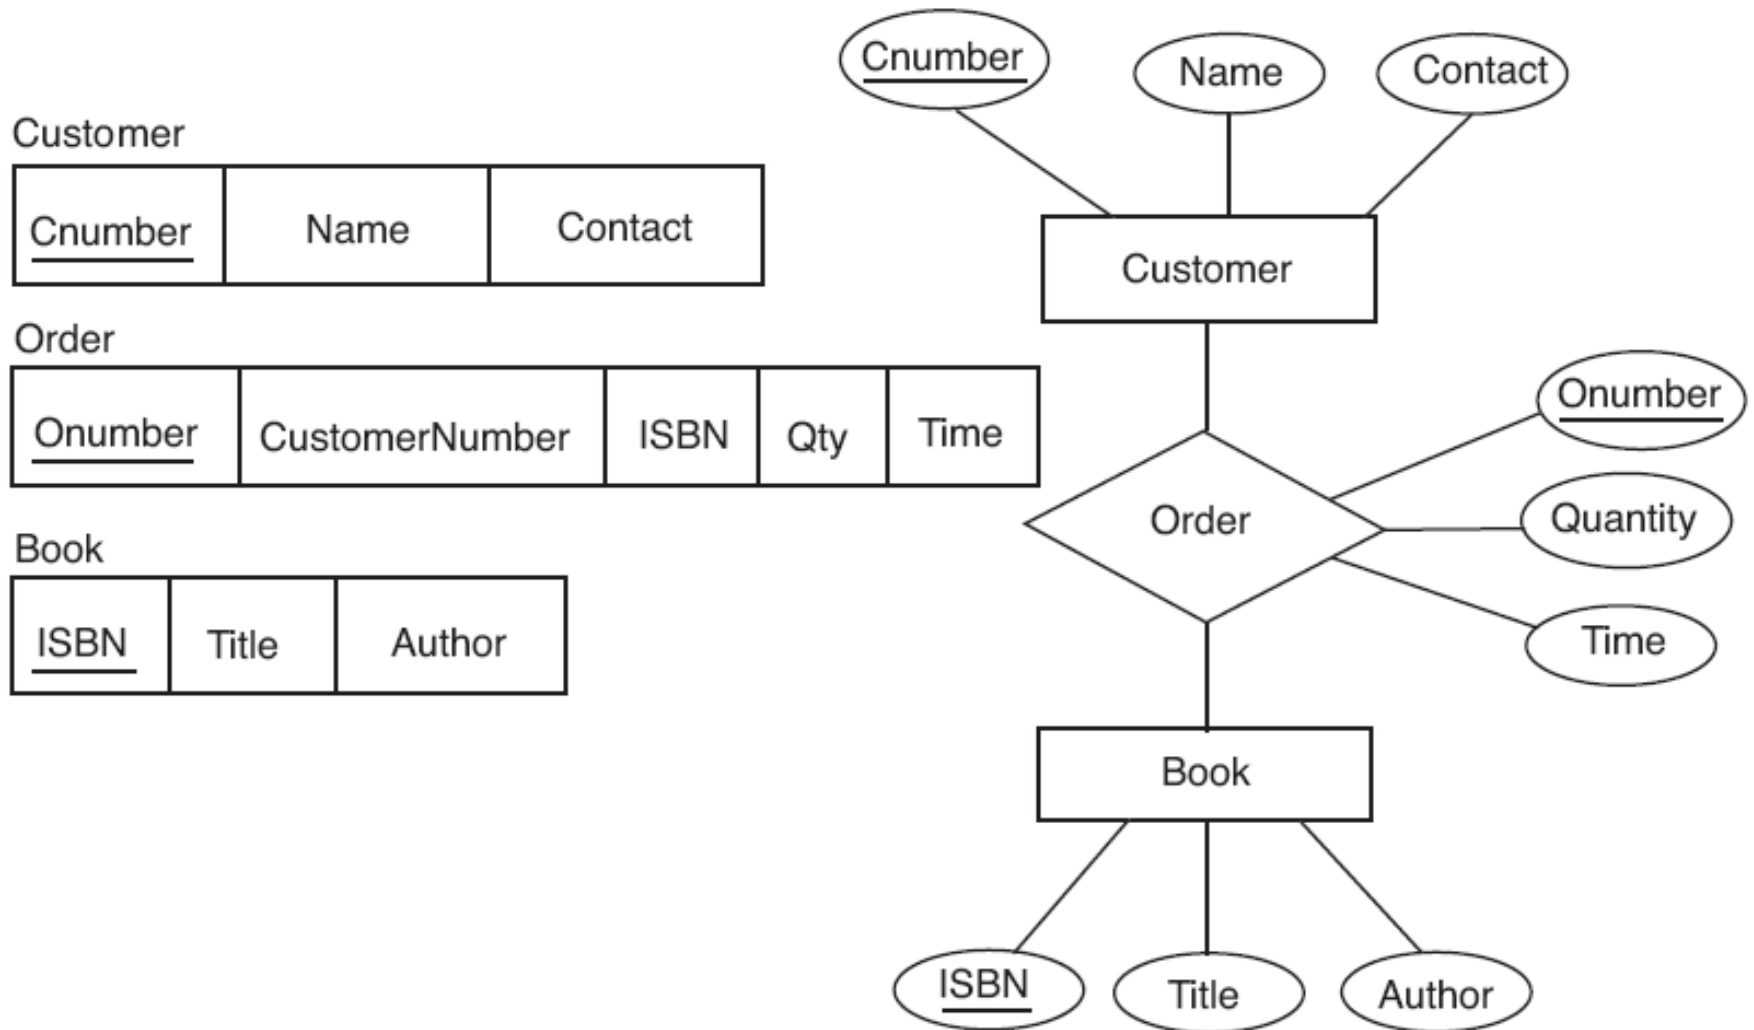 Customer
Cnumber Name Contact
Order
Onumber CustomerNumber ISBN Qty Time
Book
ISBN Title Author
Cnumber Name Contact
Customer
Order
Onumber
Quantity
Time
Book
ISBN Title Author